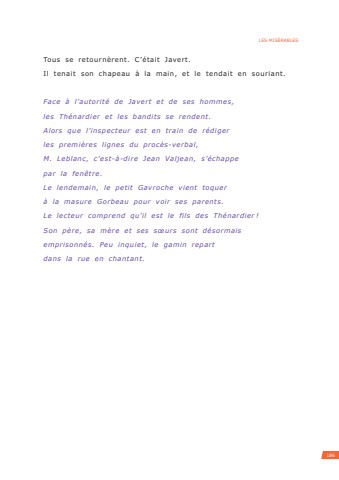 LES MISÉRABLES
Tous se retournèrent. C'était Javert.
Il tenait son chapeau à la main, et le tendait en souriant.
Face à l'autorité de Javert et de ses hommes,
les Thénardier et les bandits se rendent.
Alors que l'inspecteur est en train de rédiger
les premières lignes du procès-verbal,
M. Leblanc, c'est-à-dire Jean Valjean, s'échappe
par la fenêtre.
Le lendemain, le petit Gavroche vient toquer
à la masure Gorbeau pour voir ses parents.
Le lecteur comprend qu'il est le fils des Thénardier !
Son père, sa mère et ses sœurs sont désormais
emprisonnés. Peu inquiet, le gamin repart
dans la rue en chantant.